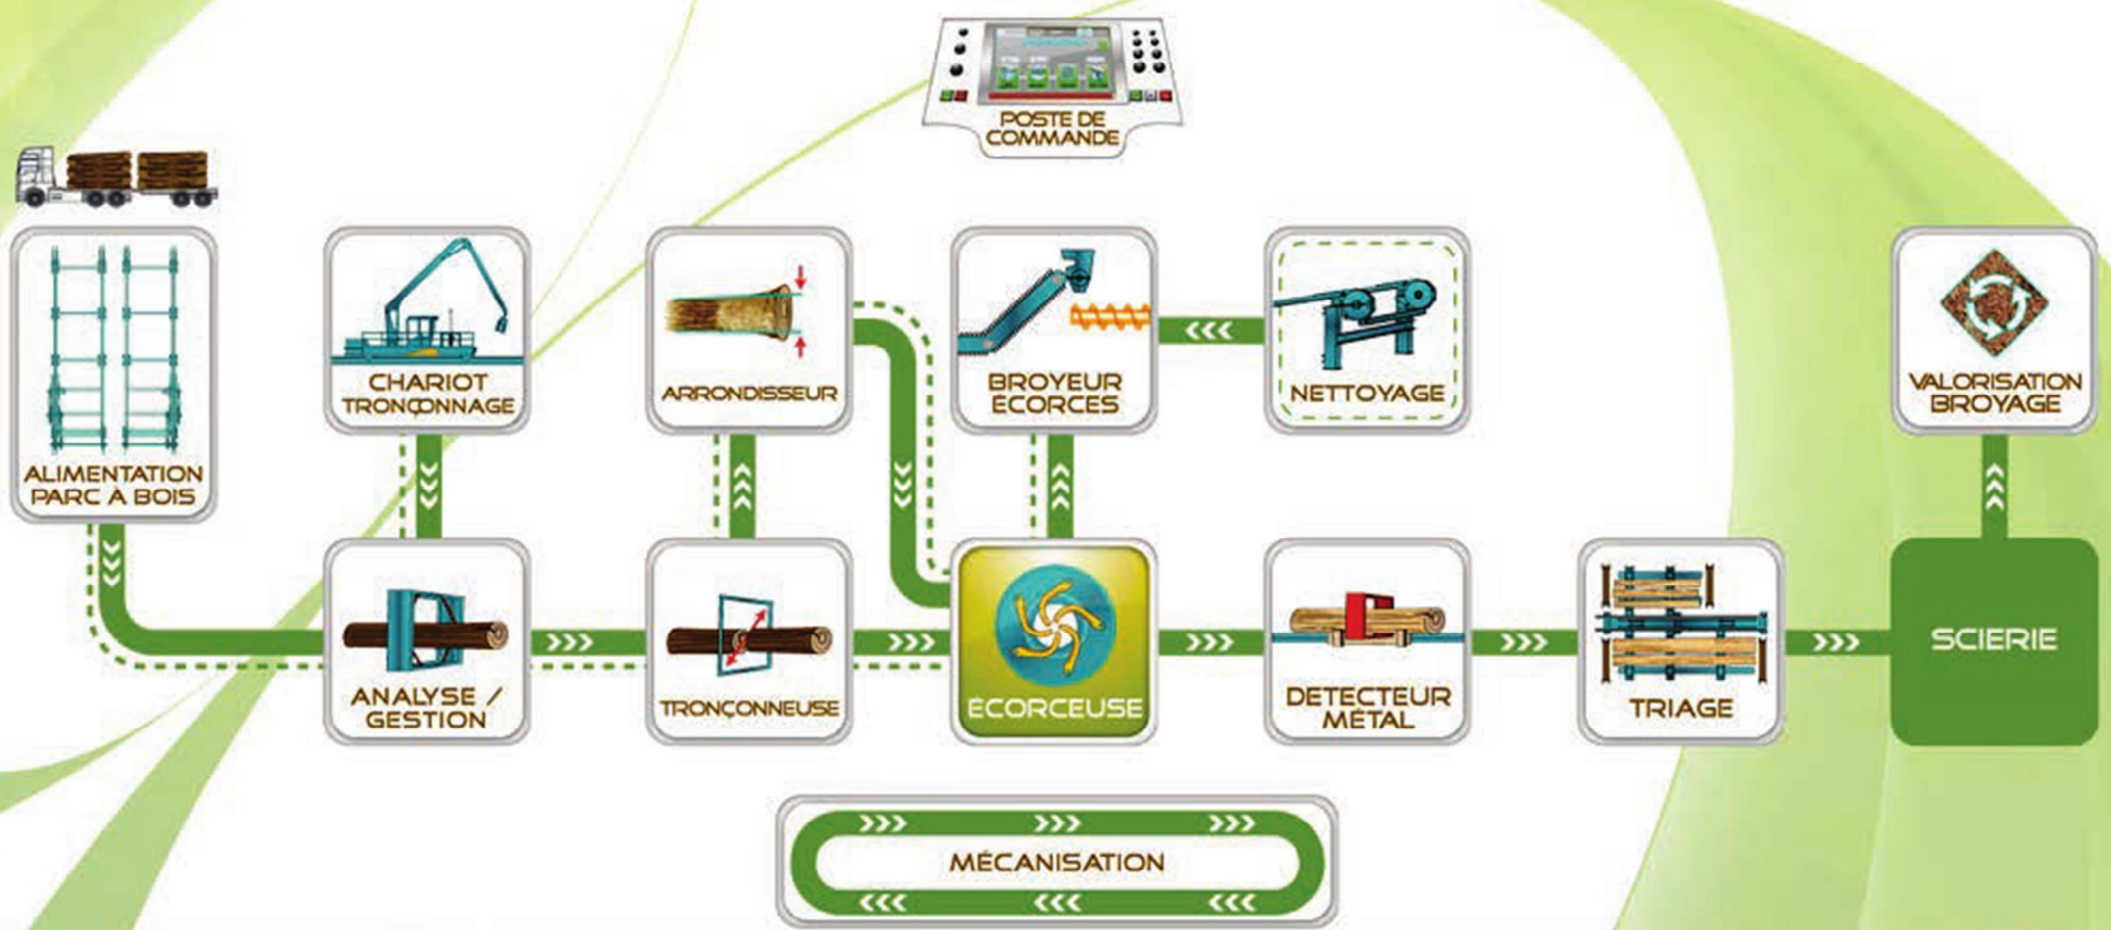 POSTE DE
COMMANDE
ALIMENTATION
PARC À BOIS
CHARIOT
TRONÇONNAGE
ARRONDISSEUR
BROYEUR
ÉCORCES
NETTOYAGE
VALORISATION
BROYAGE
ANALYSE /
GESTION
TRONÇONNEUSE
ÉCORCEUSE
DÉTECTEUR
MÉTAL
TRIAGE
SCIERIE
MÉCANISATION